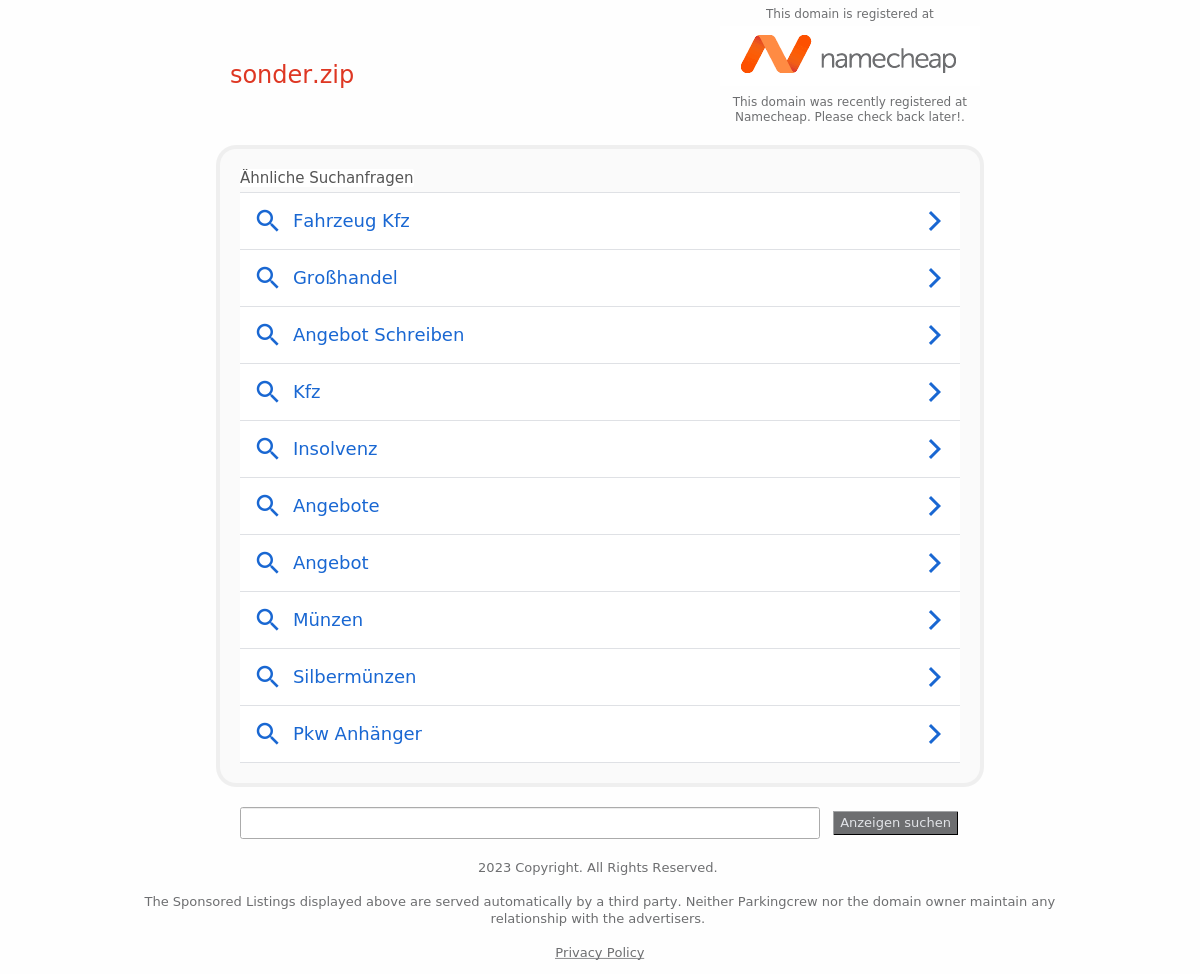 This domain is registered at
namecheap
sonder.zip
This domain was recently registered at
Namecheap. Please check back later!.
Ähnliche Suchanfragen
Fahrzeug Kfz
Großhandel
Angebot Schreiben
Kfz
Insolvenz
Angebote
Angebot
Münzen
Silbermünzen
Pkw Anhänger
Anzeigen suchen
2023 Copyright. All Rights Reserved.
The Sponsored Listings displayed above are served automatically by a third party. Neither Parkingcrew nor the domain owner maintain any
relationship with the advertisers.
Privacy Policy